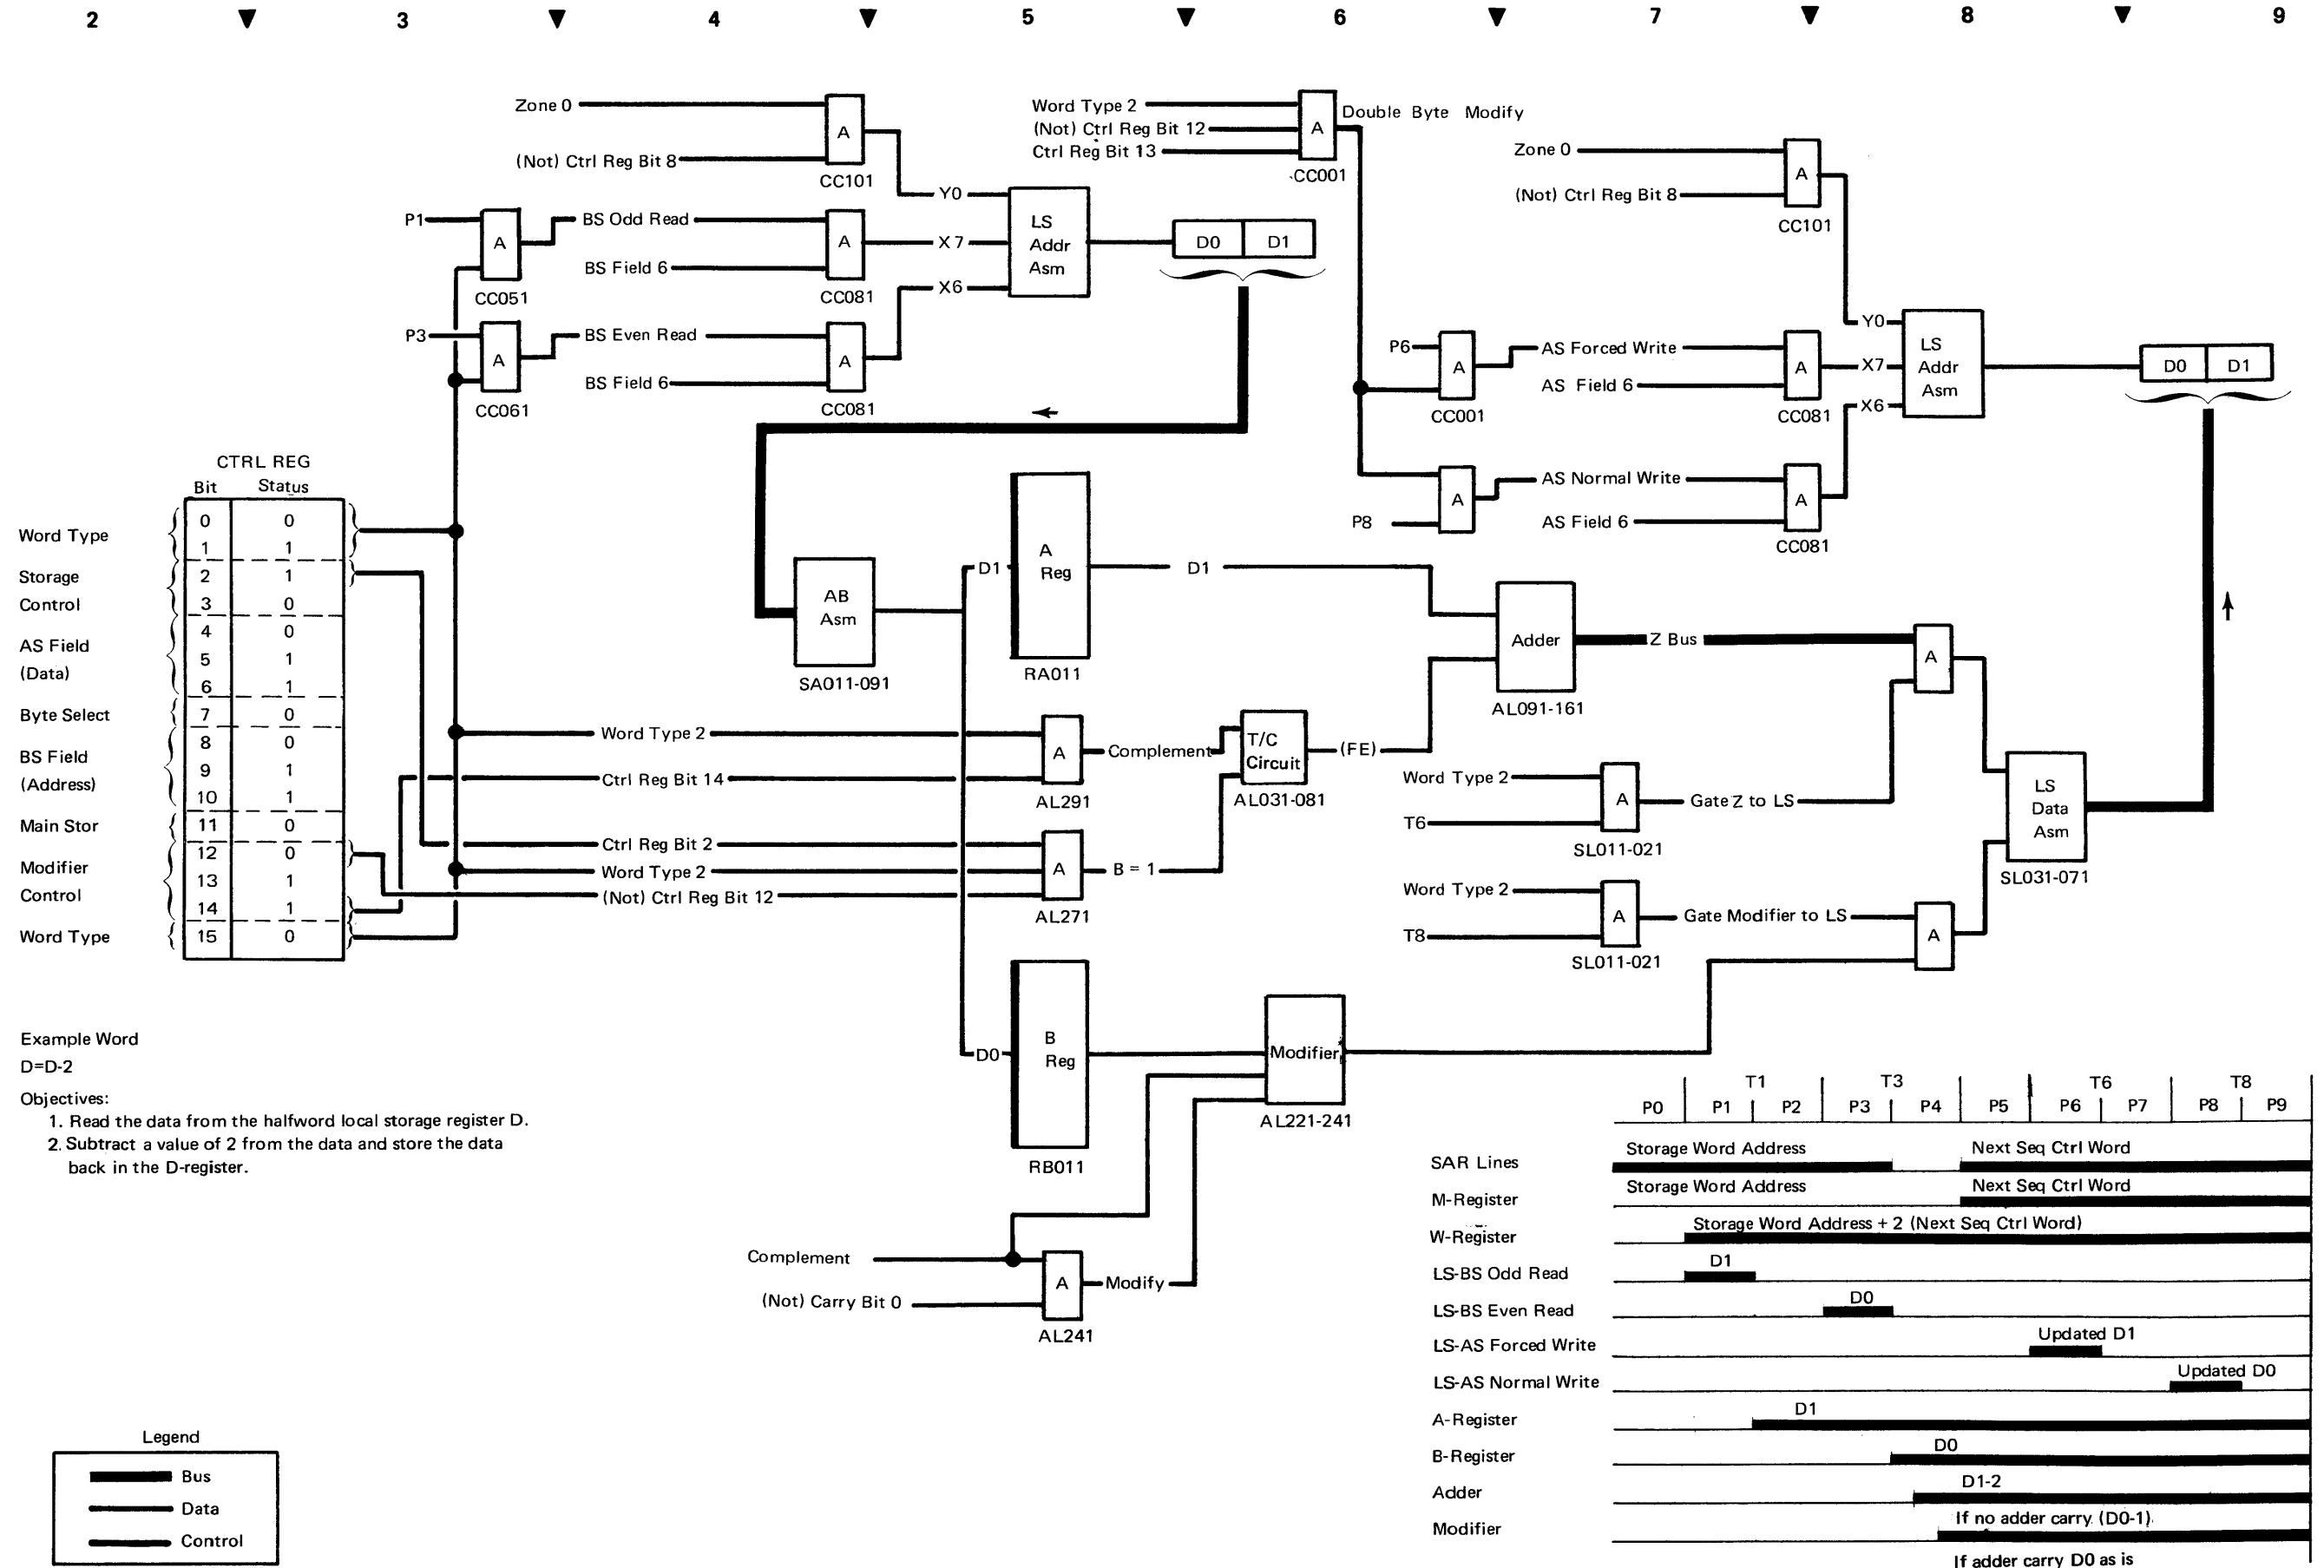 2 3 4 5 6 7 8 9
Zone 0
A
(Not) Ctrl Reg Bit 8
CC101
P1
A
CC051
BS Odd Read
A
BS Field 6
CC081
P3
A
CC061
BS Even Read
A
BS Field 6
CC081
Y0
X7
X6
LS
Addr
Asm
D0 D1
Word Type 2
(Not) Ctrl Reg Bit 12
Ctrl Reg Bit 13
A
CC001
Double Byte Modify
Zone 0
(Not) Ctrl Reg Bit 8
A
CC101
P6
A
CC001
AS Forced Write
AS Field 6
A
CC081
P8
A
AS Normal Write
AS Field 6
A
CC081
Y0
X7
X6
LS
Addr
Asm
D0 D1
CTRL REG
Bit Status
Word Type
0 0
1 1
Storage
Control
2 1
3 0
AS Field
(Data)
4 0
5 1
6 1
Byte Select
7 0
BS Field
(Address)
8 0
9 1
10 1
Main Stor
11 0
Modifier
Control
12 0
13 1
14 1
Word Type
15 0
AB
Asm
SA011-091
D1
A
Reg
RA011
D1
Adder
AL091-161
Z Bus
A
Word Type 2
Ctrl Reg Bit 14
A
AL291
Complement
T/C
Circuit
AL031-081
(FE)
Ctrl Reg Bit 2
Word Type 2
(Not) Ctrl Reg Bit 12
A
AL271
B = 1
Word Type 2
T6
A
SL011-021
Gate Z to LS
Word Type 2
T8
A
SL011-021
Gate Modifier to LS
A
LS
Data
Asm
SL031-071
D0
B
Reg
RB011
Modifier
AL221-241
Complement
(Not) Carry Bit 0
A
AL241
Modify
Example Word
D=D-2
Objectives:
1. Read the data from the halfword local storage register D.
2. Subtract a value of 2 from the data and store the data
back in the D-register.
Legend
Bus
Data
Control
T1 T3 T6 T8
P0 P1 P2 P3 P4 P5 P6 P7 P8 P9
SAR Lines
Storage Word Address Next Seq Ctrl Word
M-Register
Storage Word Address Next Seq Ctrl Word
W-Register
Storage Word Address + 2 (Next Seq Ctrl Word)
LS-BS Odd Read
D1
LS-BS Even Read
D0
LS-AS Forced Write
Updated D1
LS-AS Normal Write
Updated D0
A-Register
D1
B-Register
D0
Adder
D1-2
Modifier
If no adder carry (D0-1)
If adder carry D0 as is